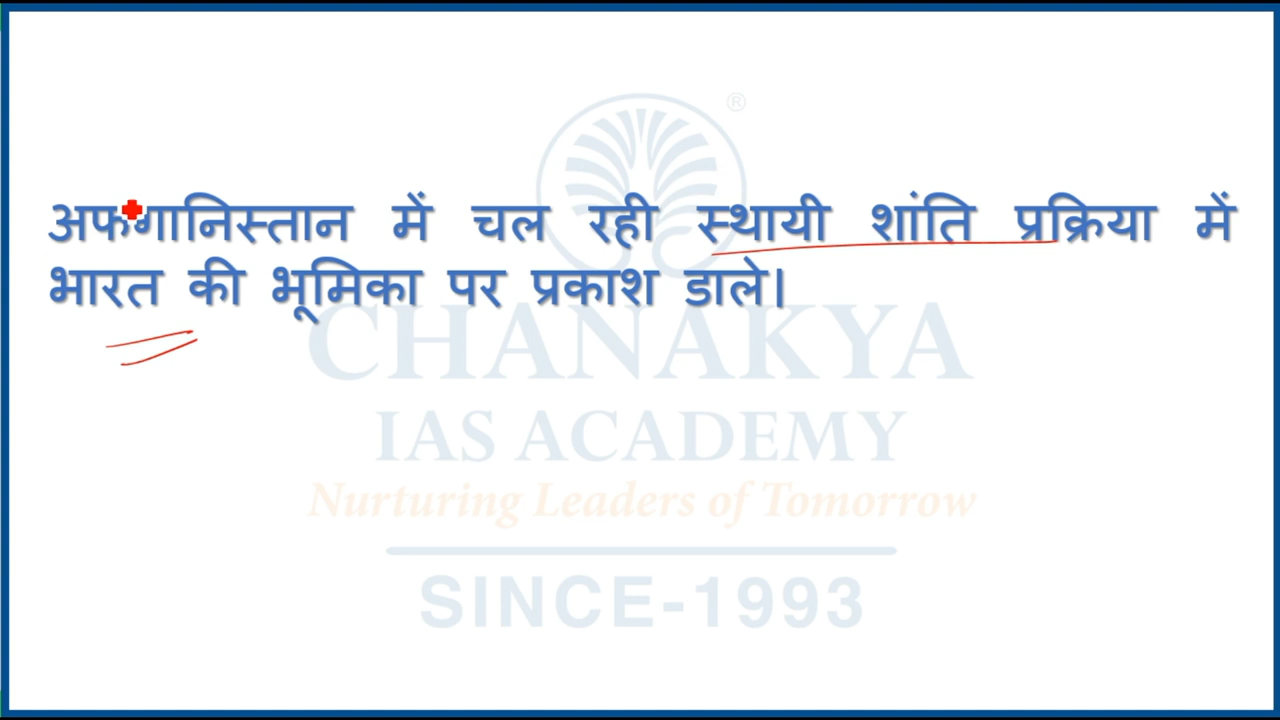 अफगानिस्तान में चल रही स्थायी शांति प्रक्रिया में
भारत की भूमिका पर प्रकाश डाले।
®
CHANAKYA
IAS ACADEMY
Nurturing Leaders of Tomorrow
SINCE-1993